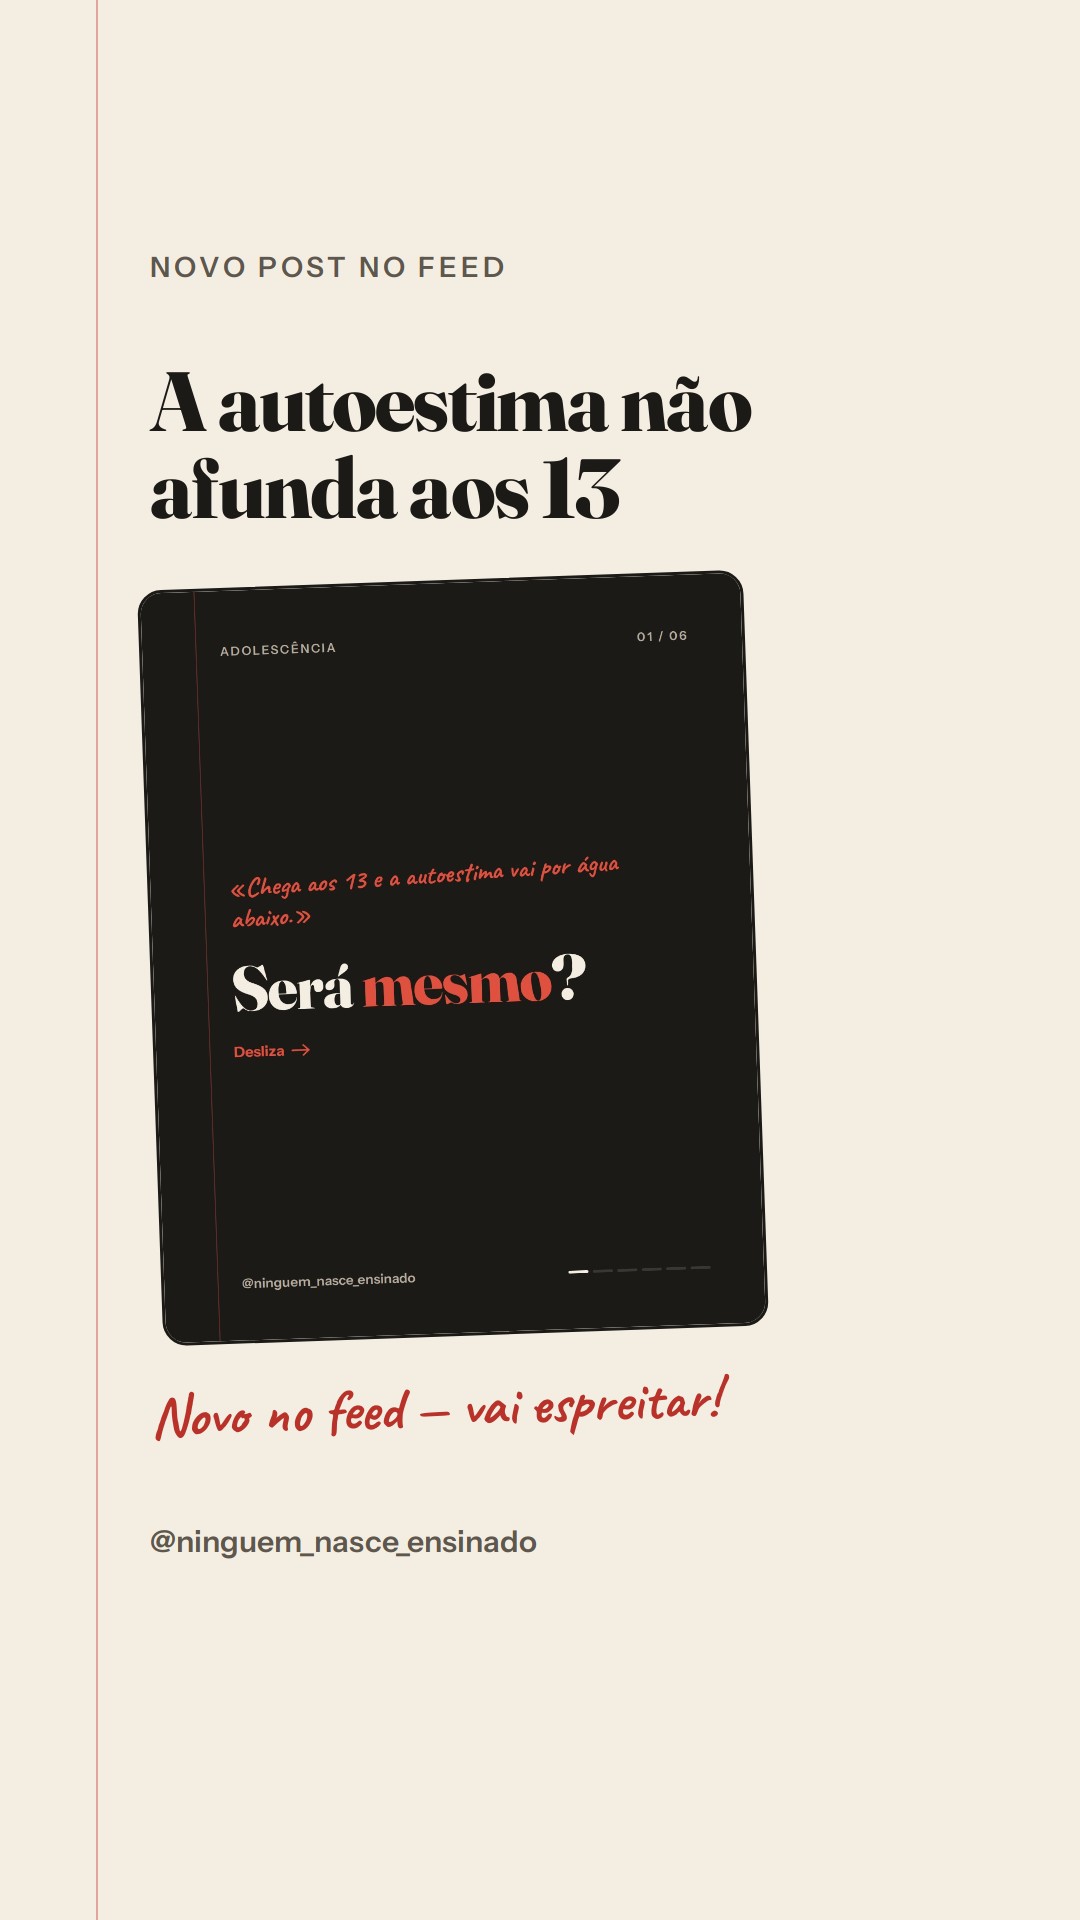 NOVO POST NO FEED
A autoestima não
afunda aos 13
ADOLESCÊNCIA
01 / 06
«Chega aos 13 e a autoestima vai por água
abaixo.»
Será mesmo?
Desliza →
@ninguem_nasce_ensinado
Novo no feed — vai espreitar!
@ninguem_nasce_ensinado